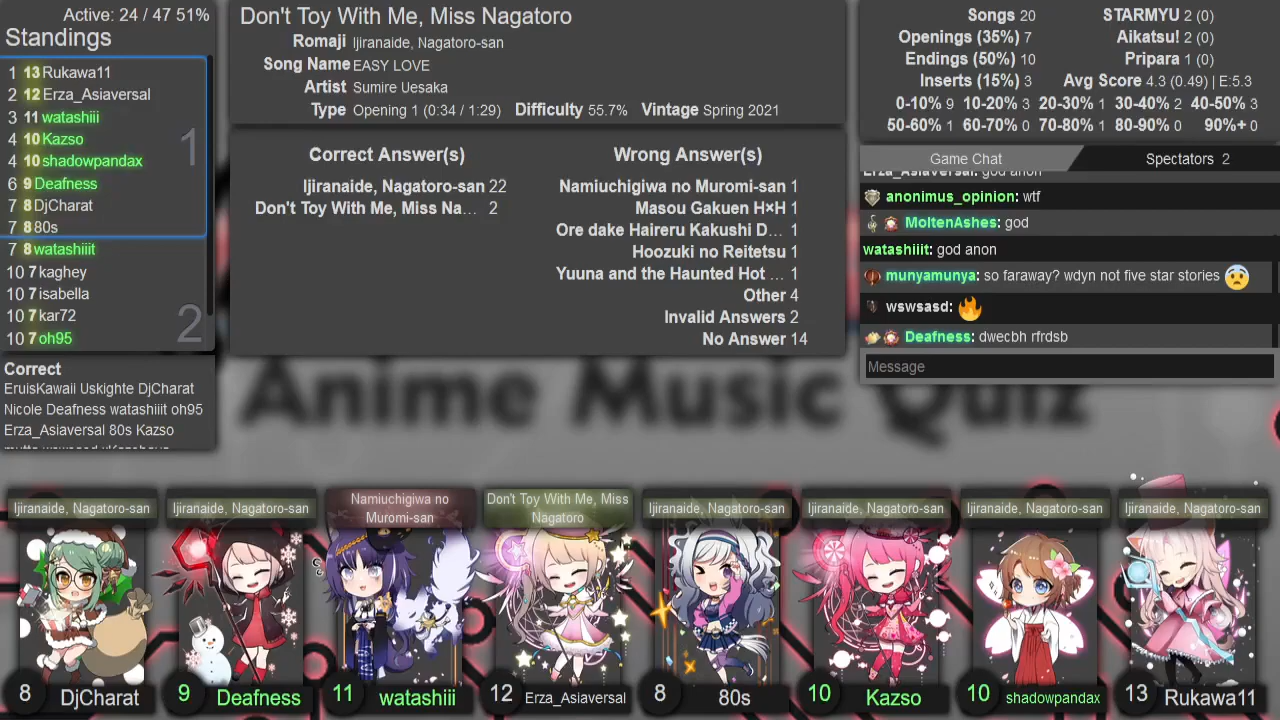 Active: 24 / 47 51%
Standings
1 13 Rukawa11
2 12 Erza_Asiaversal
3 11 watashiii
4 10 Kazso
4 10 shadowpandax
6 9 Deafness
7 8 DjCharat
7 8 80s
7 8 watashiiit
10 7 kaghey
10 7 isabella
10 7 kar72
10 7 oh95
1
2
Correct
EruisKawaii Uskighte DjCharat
Nicole Deafness watashiiit oh95
Erza_Asiaversal 80s Kazso
Don't Toy With Me, Miss Nagatoro
Romaji Ijiranaide, Nagatoro-san
Song Name EASY LOVE
Artist Sumire Uesaka
Type Opening 1 (0:34 / 1:29) Difficulty 55.7% Vintage Spring 2021
Correct Answer(s)
Ijiranaide, Nagatoro-san 22
Don't Toy With Me, Miss Na... 2
Wrong Answer(s)
Namiuchigiwa no Muromi-san 1
Masou Gakuen H×H 1
Ore dake Haireru Kakushi D... 1
Hoozuki no Reitetsu 1
Yuuna and the Haunted Hot ... 1
Other 4
Invalid Answers 2
No Answer 14
Songs 20 STARMYU 2 (0)
Openings (35%) 7 Aikatsu! 2 (0)
Endings (50%) 10 Pripara 1 (0)
Inserts (15%) 3 Avg Score 4.3 (0.49) | E:5.3
0-10% 9 10-20% 3 20-30% 1 30-40% 2 40-50% 3
50-60% 1 60-70% 0 70-80% 1 80-90% 0 90%+ 0
Game Chat Spectators 2
Erza_Asiaversal: god anon
anonimus_opinion: wtf
MoltenAshes: god
watashiiit: god anon
munyamunya: so faraway? wdyn not five star stories
wswsasd:
Deafness: dwecbh rfrdsb
Message
Anime Music Quiz
Ijiranaide, Nagatoro-san
Ijiranaide, Nagatoro-san
Namiuchigiwa no
Muromi-san
Don't Toy With Me, Miss
Nagatoro
Ijiranaide, Nagatoro-san
Ijiranaide, Nagatoro-san
Ijiranaide, Nagatoro-san
Ijiranaide, Nagatoro-san
8 DjCharat
9 Deafness
11 watashiii
12 Erza_Asiaversal
8 80s
10 Kazso
10 shadowpandax
13 Rukawa11